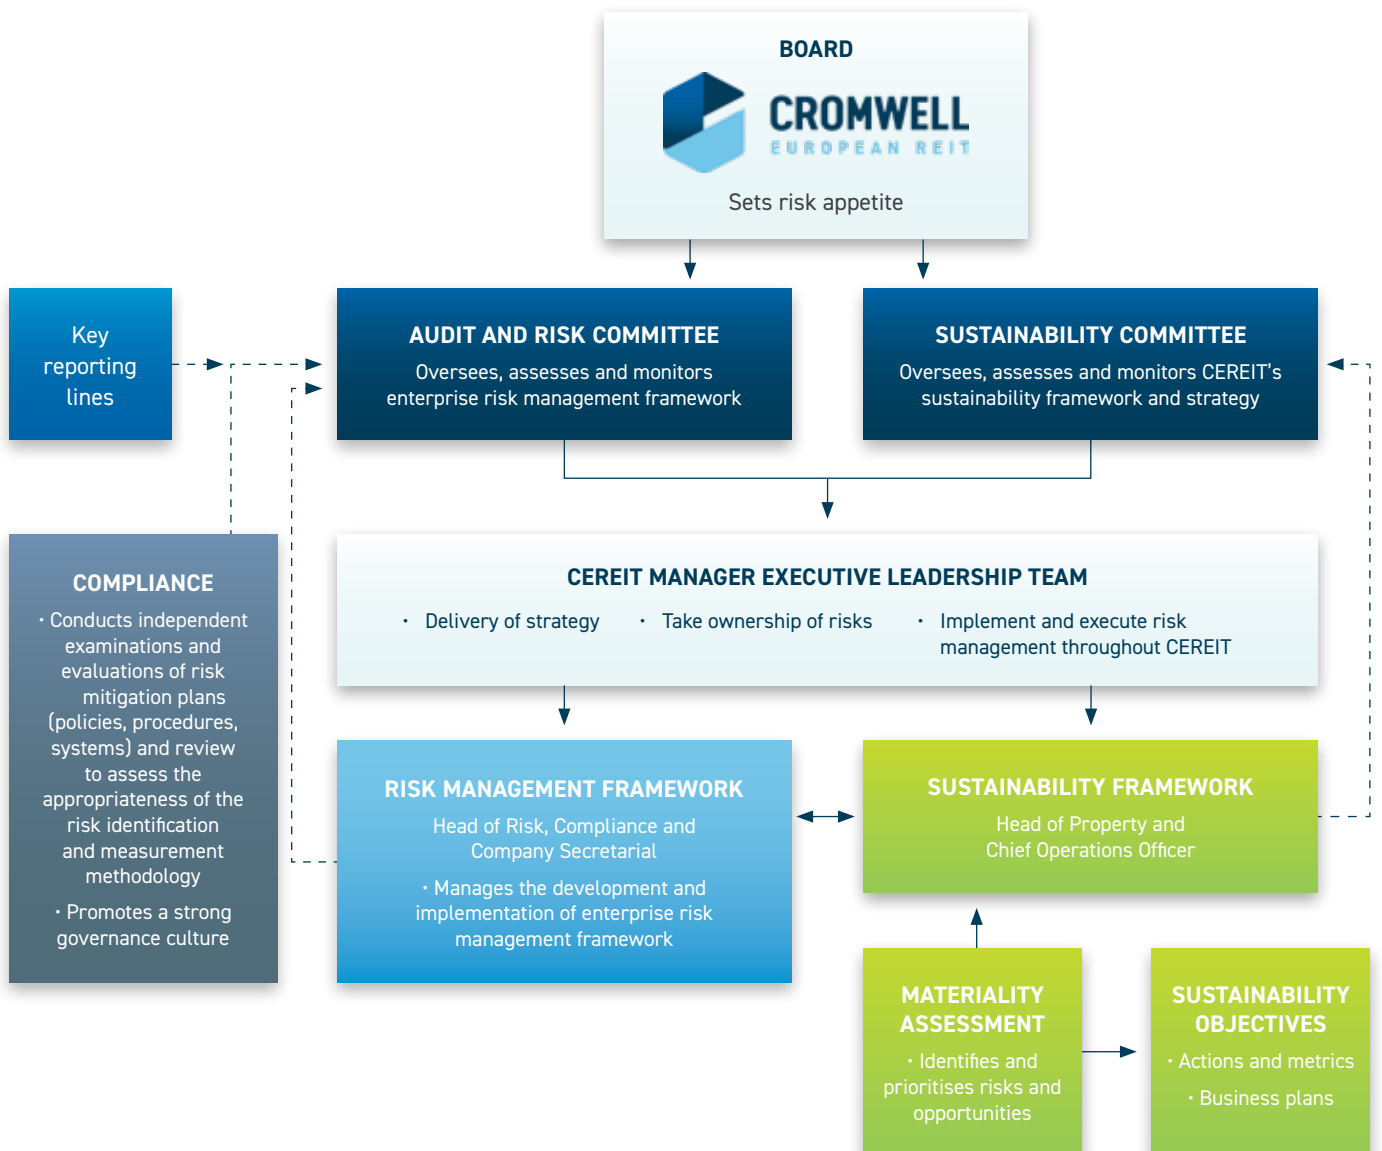 BOARD
CROMWELL
EUROPEAN REIT
Sets risk appetite
Key
reporting
lines
AUDIT AND RISK COMMITTEE
Oversees, assesses and monitors
enterprise risk management framework
SUSTAINABILITY COMMITTEE
Oversees, assesses and monitors CEREIT's
sustainability framework and strategy
COMPLIANCE
· Conducts independent
examinations and
evaluations of risk
mitigation plans
(policies, procedures,
systems) and review
to assess the
appropriateness of the
risk identification
and measurement
methodology
· Promotes a strong
governance culture
CEREIT MANAGER EXECUTIVE LEADERSHIP TEAM
· Delivery of strategy
· Take ownership of risks
· Implement and execute risk
management throughout CEREIT
RISK MANAGEMENT FRAMEWORK
Head of Risk, Compliance and
Company Secretarial
· Manages the development and
implementation of enterprise risk
management framework
SUSTAINABILITY FRAMEWORK
Head of Property and
Chief Operations Officer
MATERIALITY
ASSESSMENT
· Identifies and
prioritises risks and
opportunities
SUSTAINABILITY
OBJECTIVES
· Actions and metrics
· Business plans